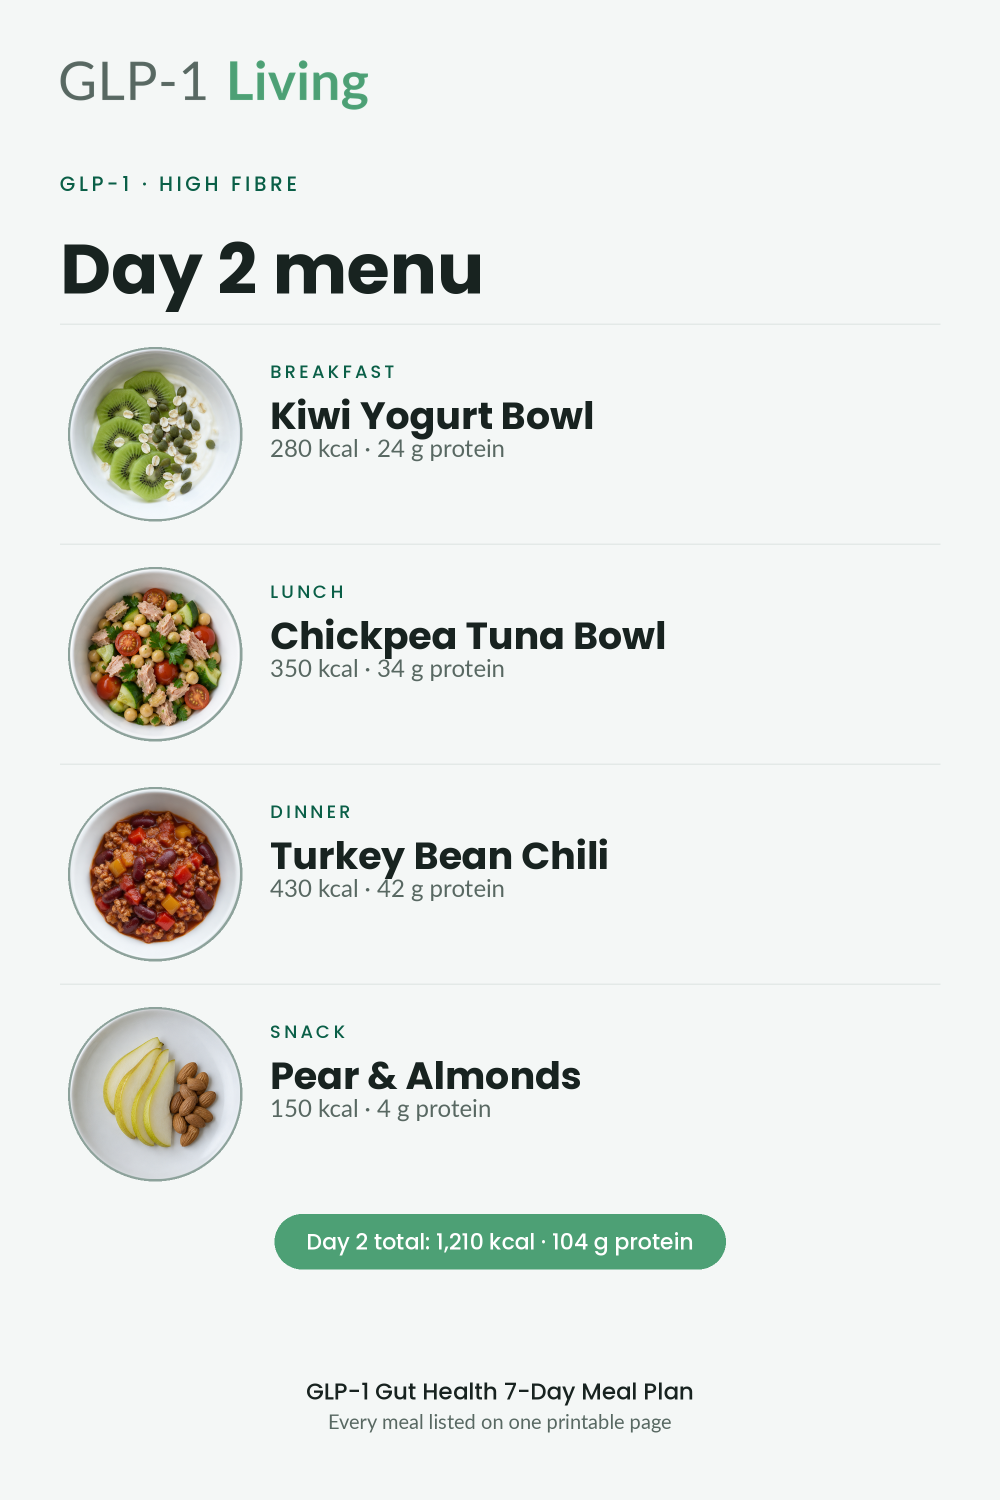 GLP-1 Living
GLP-1 · HIGH FIBRE
Day 2 menu
BREAKFAST
Kiwi Yogurt Bowl
280 kcal · 24 g protein
LUNCH
Chickpea Tuna Bowl
350 kcal · 34 g protein
DINNER
Turkey Bean Chili
430 kcal · 42 g protein
SNACK
Pear & Almonds
150 kcal · 4 g protein
Day 2 total: 1,210 kcal · 104 g protein
GLP-1 Gut Health 7-Day Meal Plan
Every meal listed on one printable page